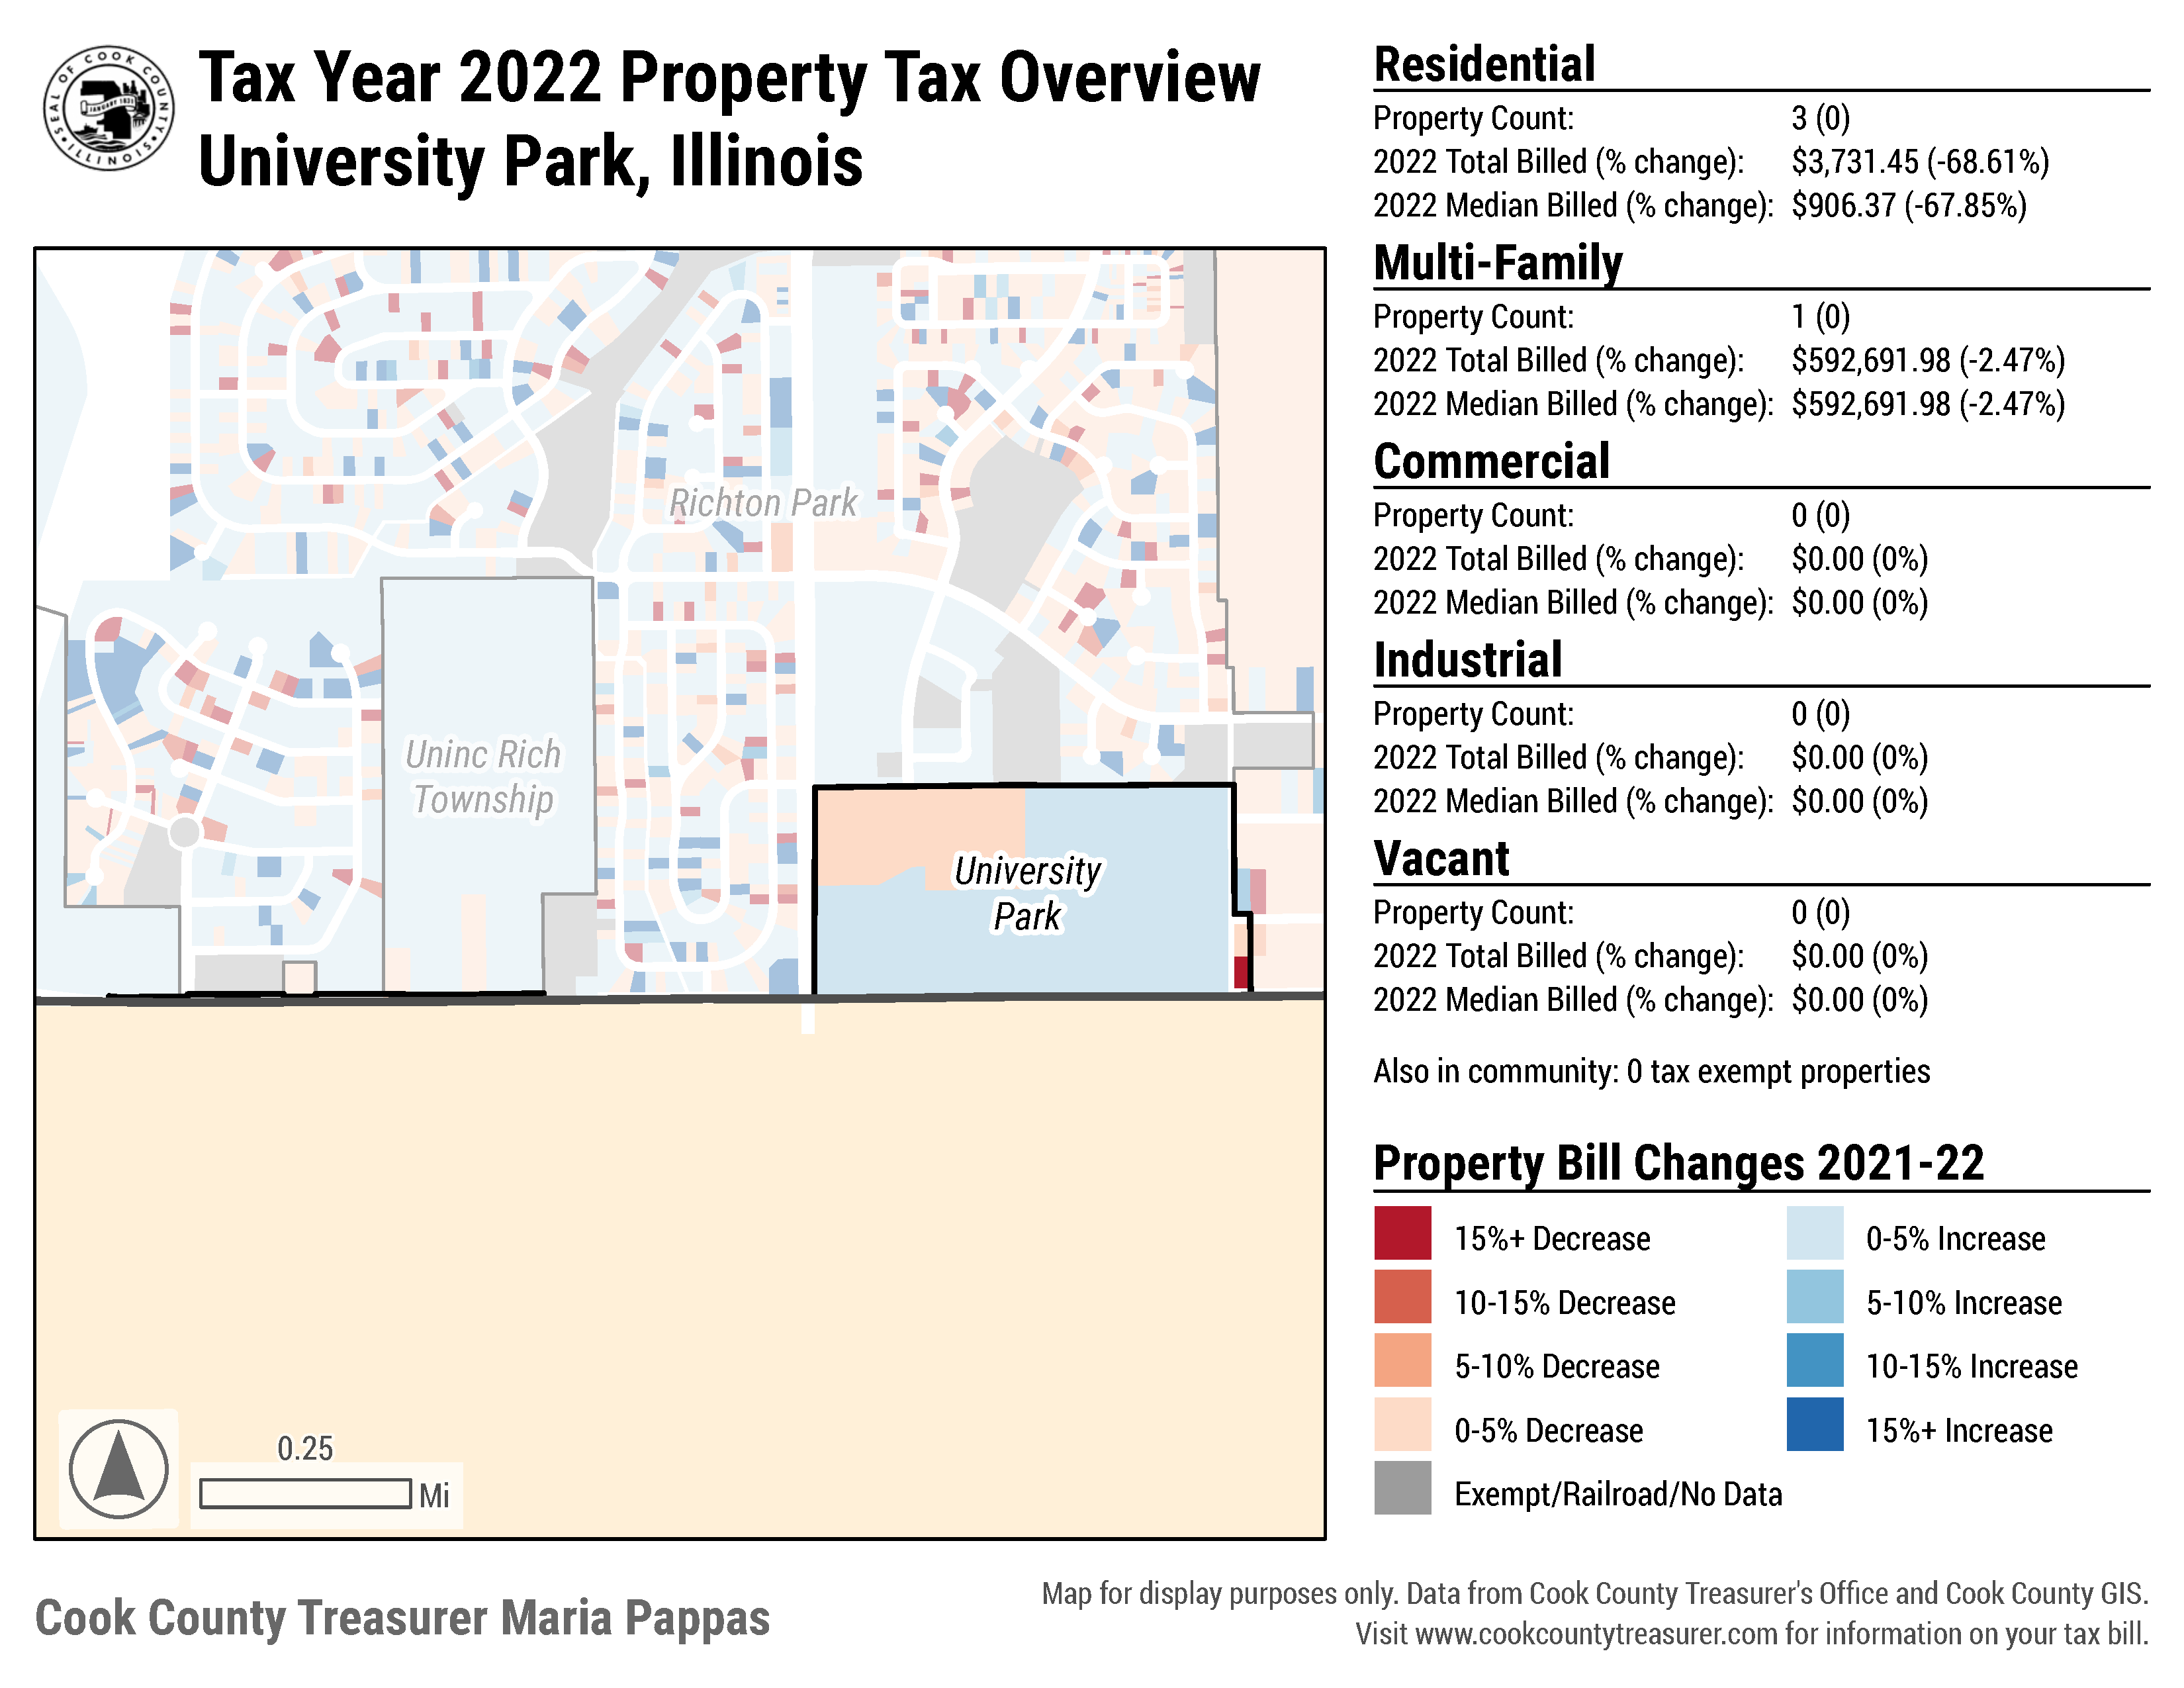 SEAL OF COOK COUNTY
JANUARY 1831
ILLINOIS
Tax Year 2022 Property Tax Overview
University Park, Illinois
Richton Park
Uninc Rich
Township
University
Park
0.25
Mi
Residential
Property Count: 3 (0)
2022 Total Billed (% change): $3,731.45 (-68.61%)
2022 Median Billed (% change): $906.37 (-67.85%)
Multi-Family
Property Count: 1 (0)
2022 Total Billed (% change): $592,691.98 (-2.47%)
2022 Median Billed (% change): $592,691.98 (-2.47%)
Commercial
Property Count: 0 (0)
2022 Total Billed (% change): $0.00 (0%)
2022 Median Billed (% change): $0.00 (0%)
Industrial
Property Count: 0 (0)
2022 Total Billed (% change): $0.00 (0%)
2022 Median Billed (% change): $0.00 (0%)
Vacant
Property Count: 0 (0)
2022 Total Billed (% change): $0.00 (0%)
2022 Median Billed (% change): $0.00 (0%)
Also in community: 0 tax exempt properties
Property Bill Changes 2021-22
15%+ Decrease
10-15% Decrease
5-10% Decrease
0-5% Decrease
Exempt/Railroad/No Data
0-5% Increase
5-10% Increase
10-15% Increase
15%+ Increase
Cook County Treasurer Maria Pappas
Map for display purposes only. Data from Cook County Treasurer's Office and Cook County GIS.
Visit www.cookcountytreasurer.com for information on your tax bill.